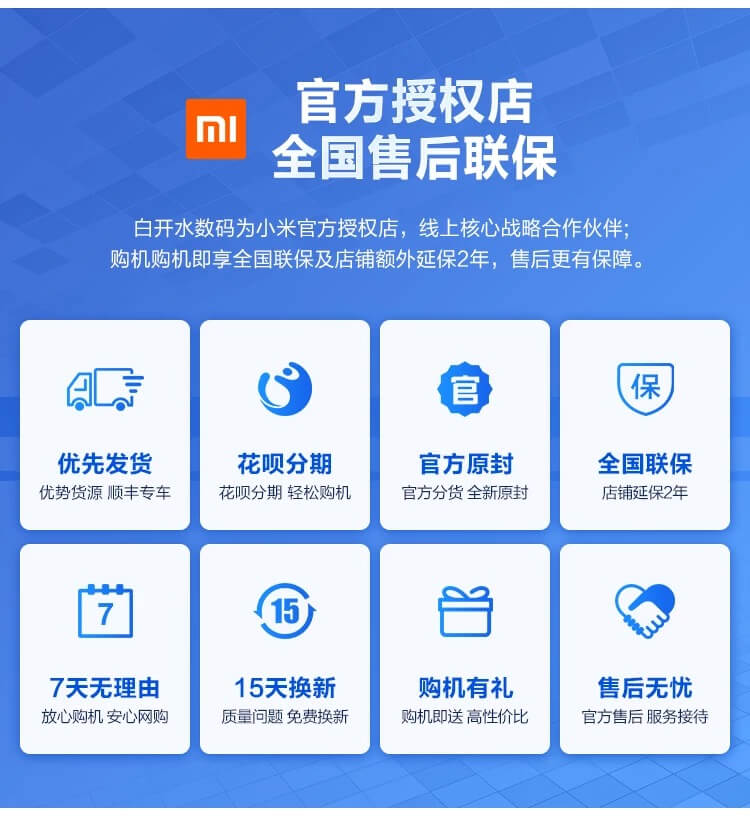 mi
官方授权店
全国售后联保
白开水数码为小米官方授权店，线上核心战略合作伙伴；
购机购机即享全国联保及店铺额外延保2年，售后更有保障。
官
保
优先发货
花呗分期
官方原封
全国联保
优势货源 顺丰专车
花呗分期 轻松购机
官方分货 全新原封
店铺延保2年
7
15
7天无理由
15天换新
购机有礼
售后无忧
放心购机 安心网购
质量问题 免费换新
购机即送 高性价比
官方售后 服务接待